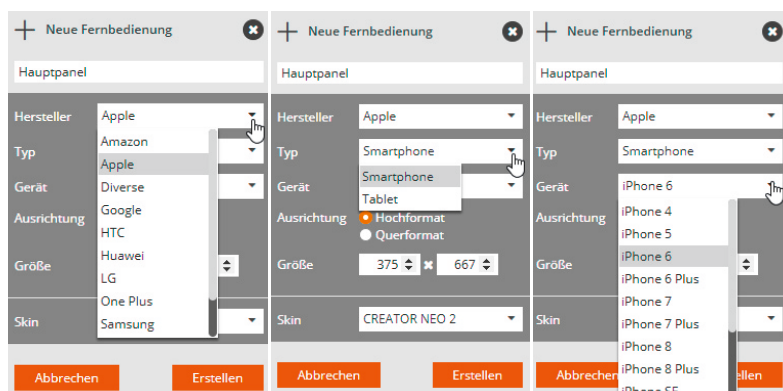 Neue Fernbedienung
Hauptpanel
Hersteller Apple
Amazon
Typ
Apple
Gerät Diverse
Google
Ausrichtung
HTC
Huawei
Größe
LG
One Plus
Skin Samsung
Abbrechen Erstellen
Neue Fernbedienung
Hauptpanel
Hersteller Apple
Typ Smartphone
Smartphone
Gerät
Tablet
Ausrichtung Hochformat
Querformat
Größe 375 x 667
Skin CREATOR NEO 2
Abbrechen Erstellen
Neue Fernbedienung
Hauptpanel
Hersteller Apple
Typ Smartphone
Gerät iPhone 6
iPhone 4
Ausrichtung
iPhone 5
Größe iPhone 6
iPhone 6 Plus
iPhone 7
Skin iPhone 7 Plus
iPhone 8
Abbrechen iPhone 8 Plus ellen
iPhone SE